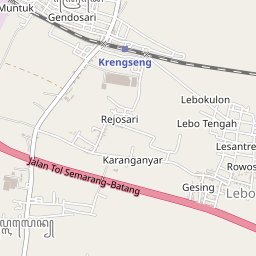 Muntuk
Gendosari
Krengseng
Lebokulon
Rejosari
Lebo Tengah
Lesantre
Karanganyar
Rowos
Jalan Tol Semarang-Batang
Gesing
Lebo